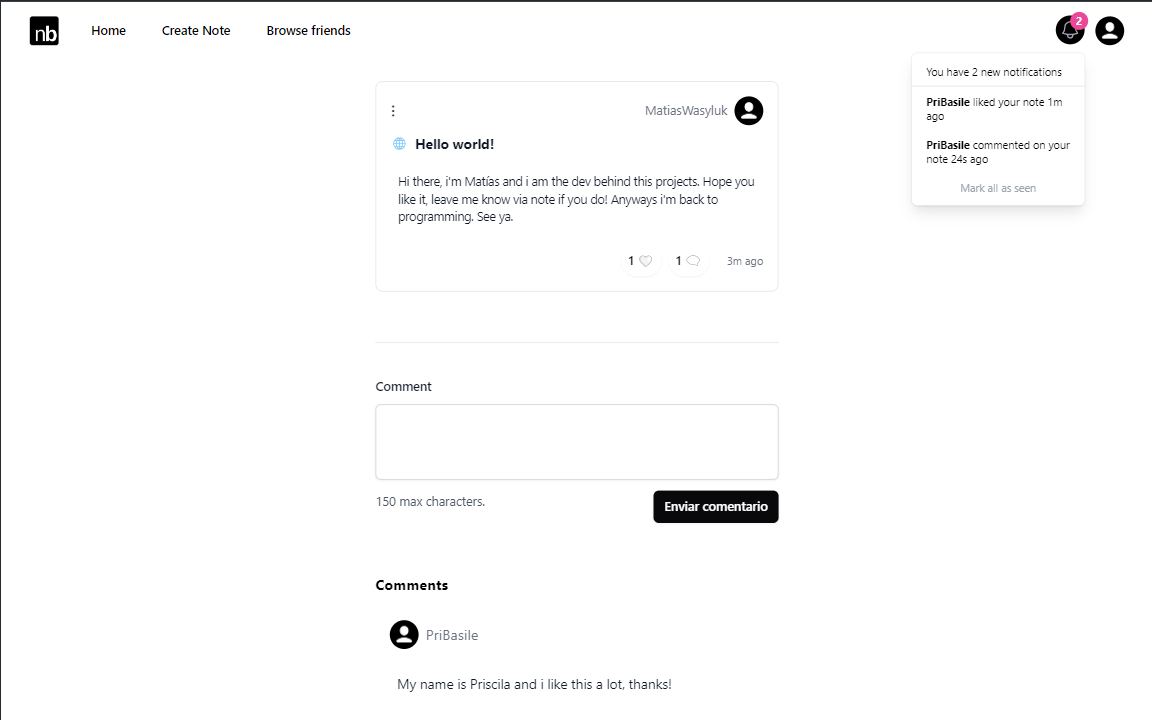 nb Home Create Note Browse friends 2
You have 2 new notifications
PriBasile liked your note 1m
ago
PriBasile commented on your
note 24s ago
Mark all as seen
MatiasWasyluk
Hello world!
Hi there, i'm Matías and i am the dev behind this projects. Hope you
like it, leave me know via note if you do! Anyways i'm back to
programming. See ya.
1 1 3m ago
Comment
150 max characters. Enviar comentario
Comments
PriBasile
My name is Priscila and i like this a lot, thanks!